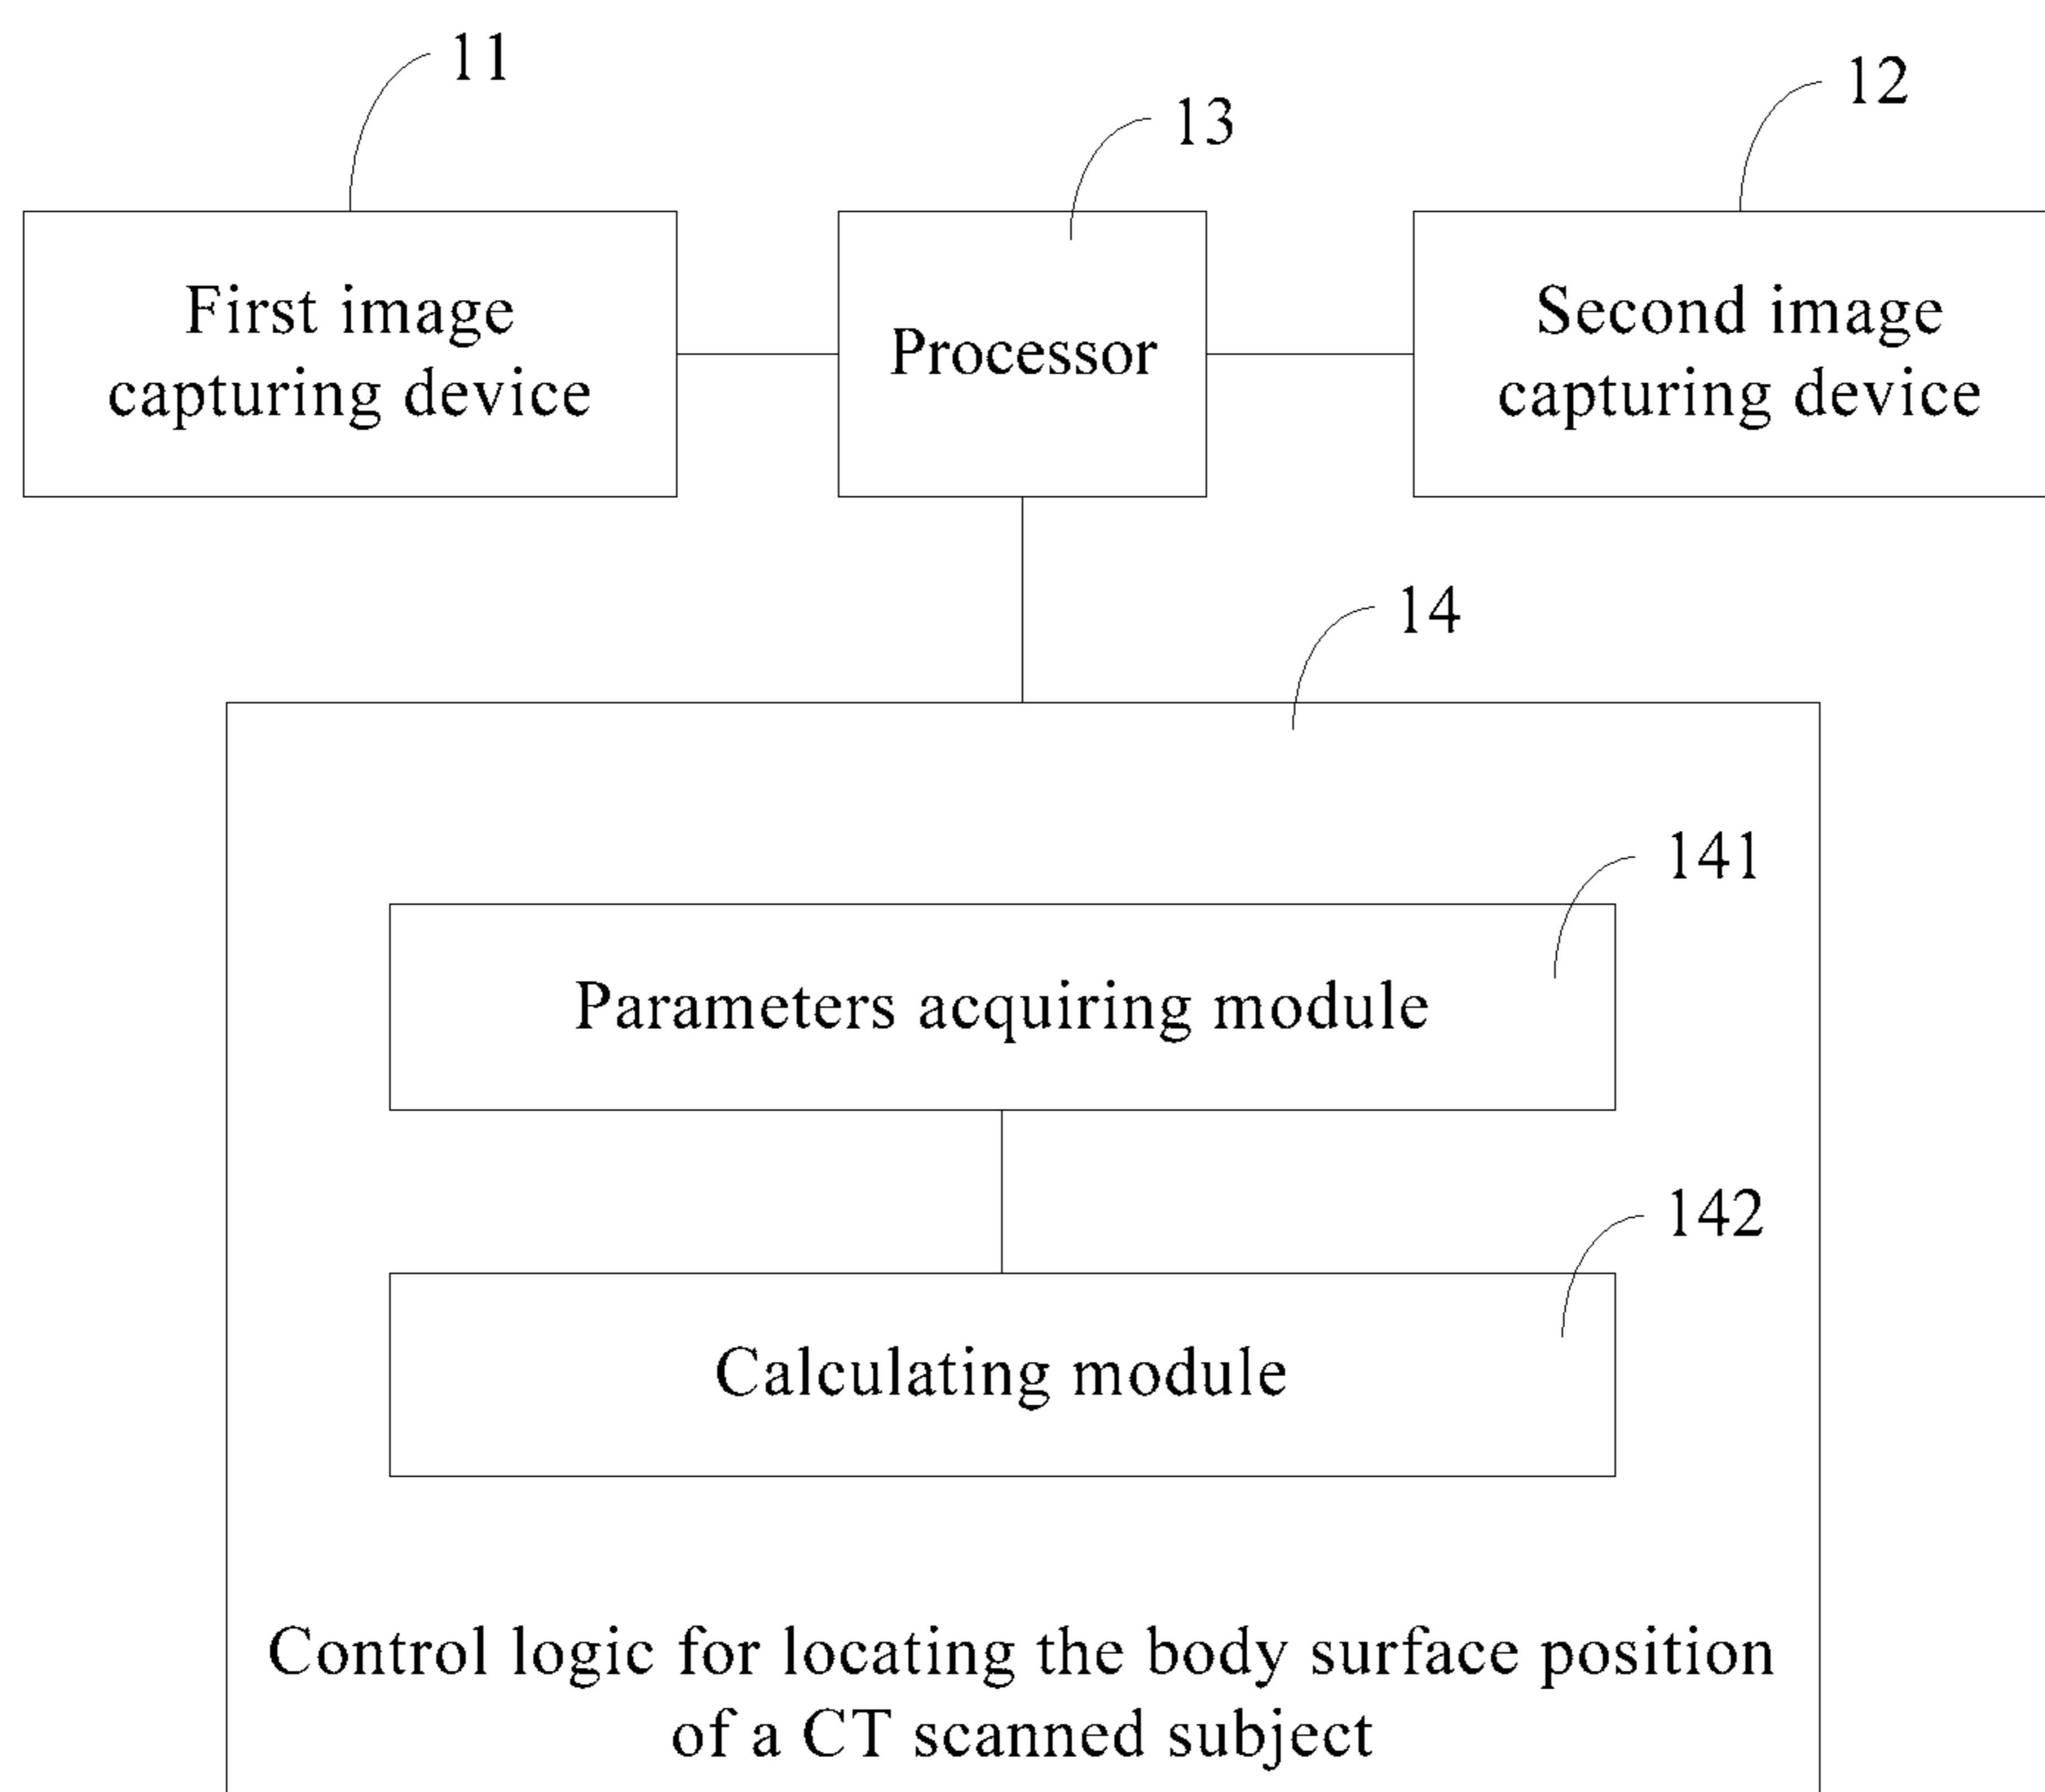 11
12
13
First image
capturing device
Processor
Second image
capturing device
14
141
Parameters acquiring module
142
Calculating module
Control logic for locating the body surface position
of a CT scanned subject